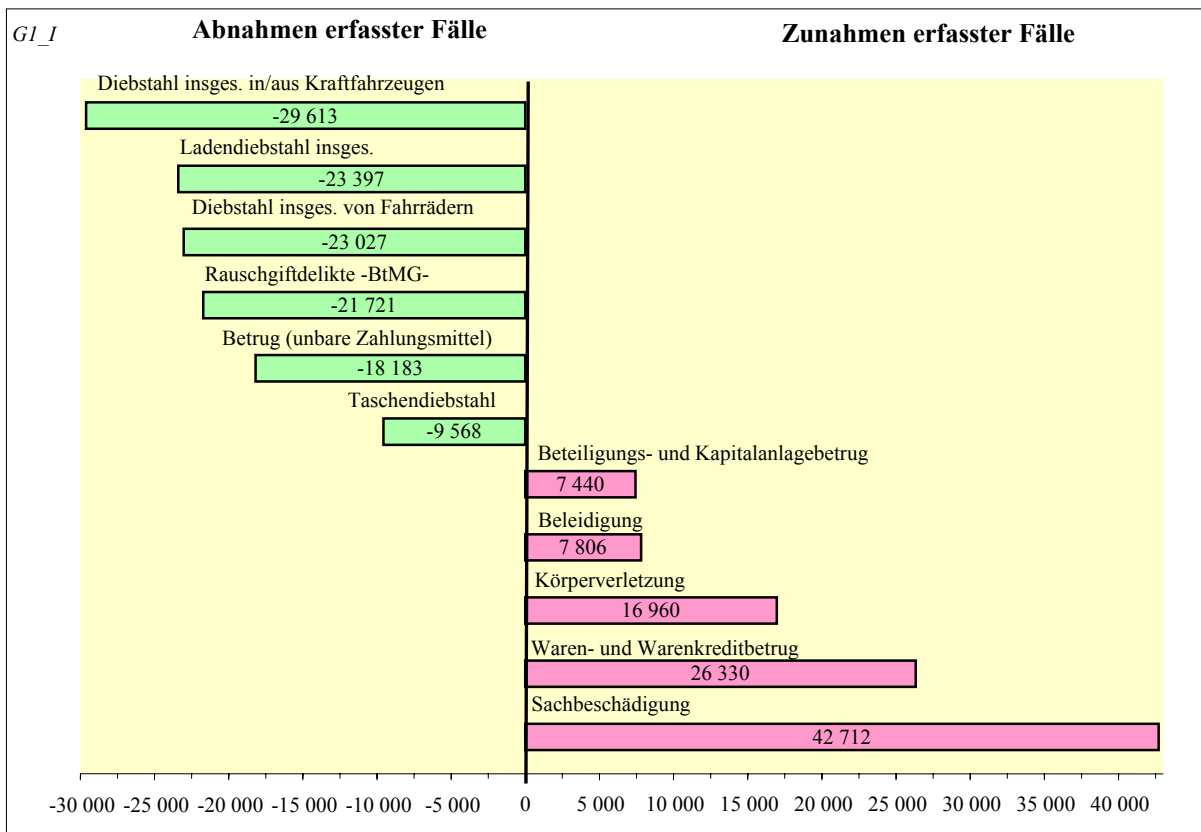 G1_I
Abnahmen erfasster Fälle
Zunahmen erfasster Fälle
Diebstahl insges. in/aus Kraftfahrzeugen
-29 613
Ladendiebstahl insges.
-23 397
Diebstahl insges. von Fahrrädern
-23 027
Rauschgiftdelikte -BtMG-
-21 721
Betrug (unbare Zahlungsmittel)
-18 183
Taschendiebstahl
-9 568
Beteiligungs- und Kapitalanlagebetrug
7 440
Beleidigung
7 806
Körperverletzung
16 960
Waren- und Warenkreditbetrug
26 330
Sachbeschädigung
42 712
-30 000 -25 000 -20 000 -15 000 -10 000 -5 000 0 5 000 10 000 15 000 20 000 25 000 30 000 35 000 40 000